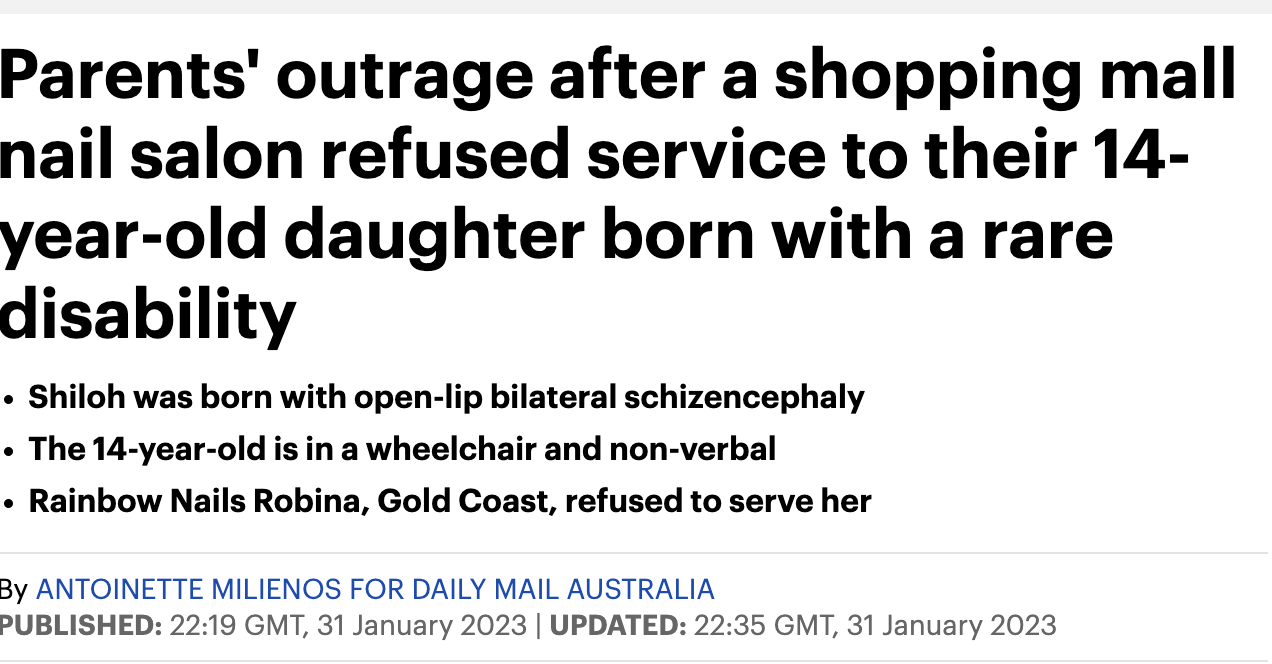 Parents' outrage after a shopping mall
nail salon refused service to their 14-
year-old daughter born with a rare
disability
• Shiloh was born with open-lip bilateral schizencephaly
• The 14-year-old is in a wheelchair and non-verbal
• Rainbow Nails Robina, Gold Coast, refused to serve her
By ANTOINETTE MILIENOS FOR DAILY MAIL AUSTRALIA
PUBLISHED: 22:19 GMT, 31 January 2023 | UPDATED: 22:35 GMT, 31 January 2023